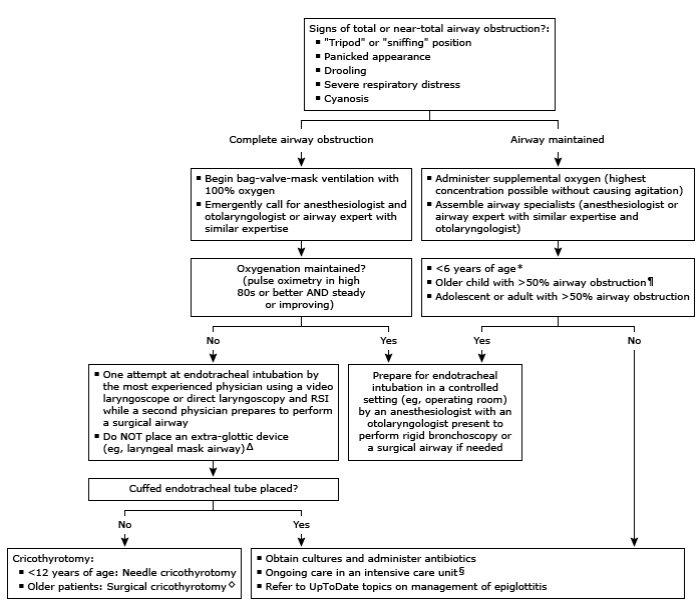 Signs of total or near-total airway obstruction?:
▪ "Tripod" or "sniffing" position
▪ Panicked appearance
▪ Drooling
▪ Severe respiratory distress
▪ Cyanosis
Complete airway obstruction
Airway maintained
▪ Begin bag-valve-mask ventilation with
100% oxygen
▪ Emergently call for anesthesiologist and
otolaryngologist or airway expert with
similar expertise
▪ Administer supplemental oxygen (highest
concentration possible without causing agitation)
▪ Assemble airway specialists (anesthesiologist or
airway expert with similar expertise and
otolaryngologist)
Oxygenation maintained?
(pulse oximetry in high
80s or better AND steady
or improving)
▪ <6 years of age*
▪ Older child with >50% airway obstruction¶
▪ Adolescent or adult with >50% airway obstruction
No
Yes
Yes
No
▪ One attempt at endotracheal intubation by
the most experienced physician using a video
laryngoscope or direct laryngoscopy and RSI
while a second physician prepares to perform
a surgical airway
▪ Do NOT place an extra-glottic device
(eg, laryngeal mask airway)Δ
Prepare for endotracheal
intubation in a controlled
setting (eg, operating room)
by an anesthesiologist with an
otolaryngologist present to
perform rigid bronchoscopy or
a surgical airway if needed
Cuffed endotracheal tube placed?
No
Yes
Cricothyrotomy:
▪ <12 years of age: Needle cricothyrotomy
▪ Older patients: Surgical cricothyrotomy◇
▪ Obtain cultures and administer antibiotics
▪ Ongoing care in an intensive care unit§
▪ Refer to UpToDate topics on management of epiglottitis